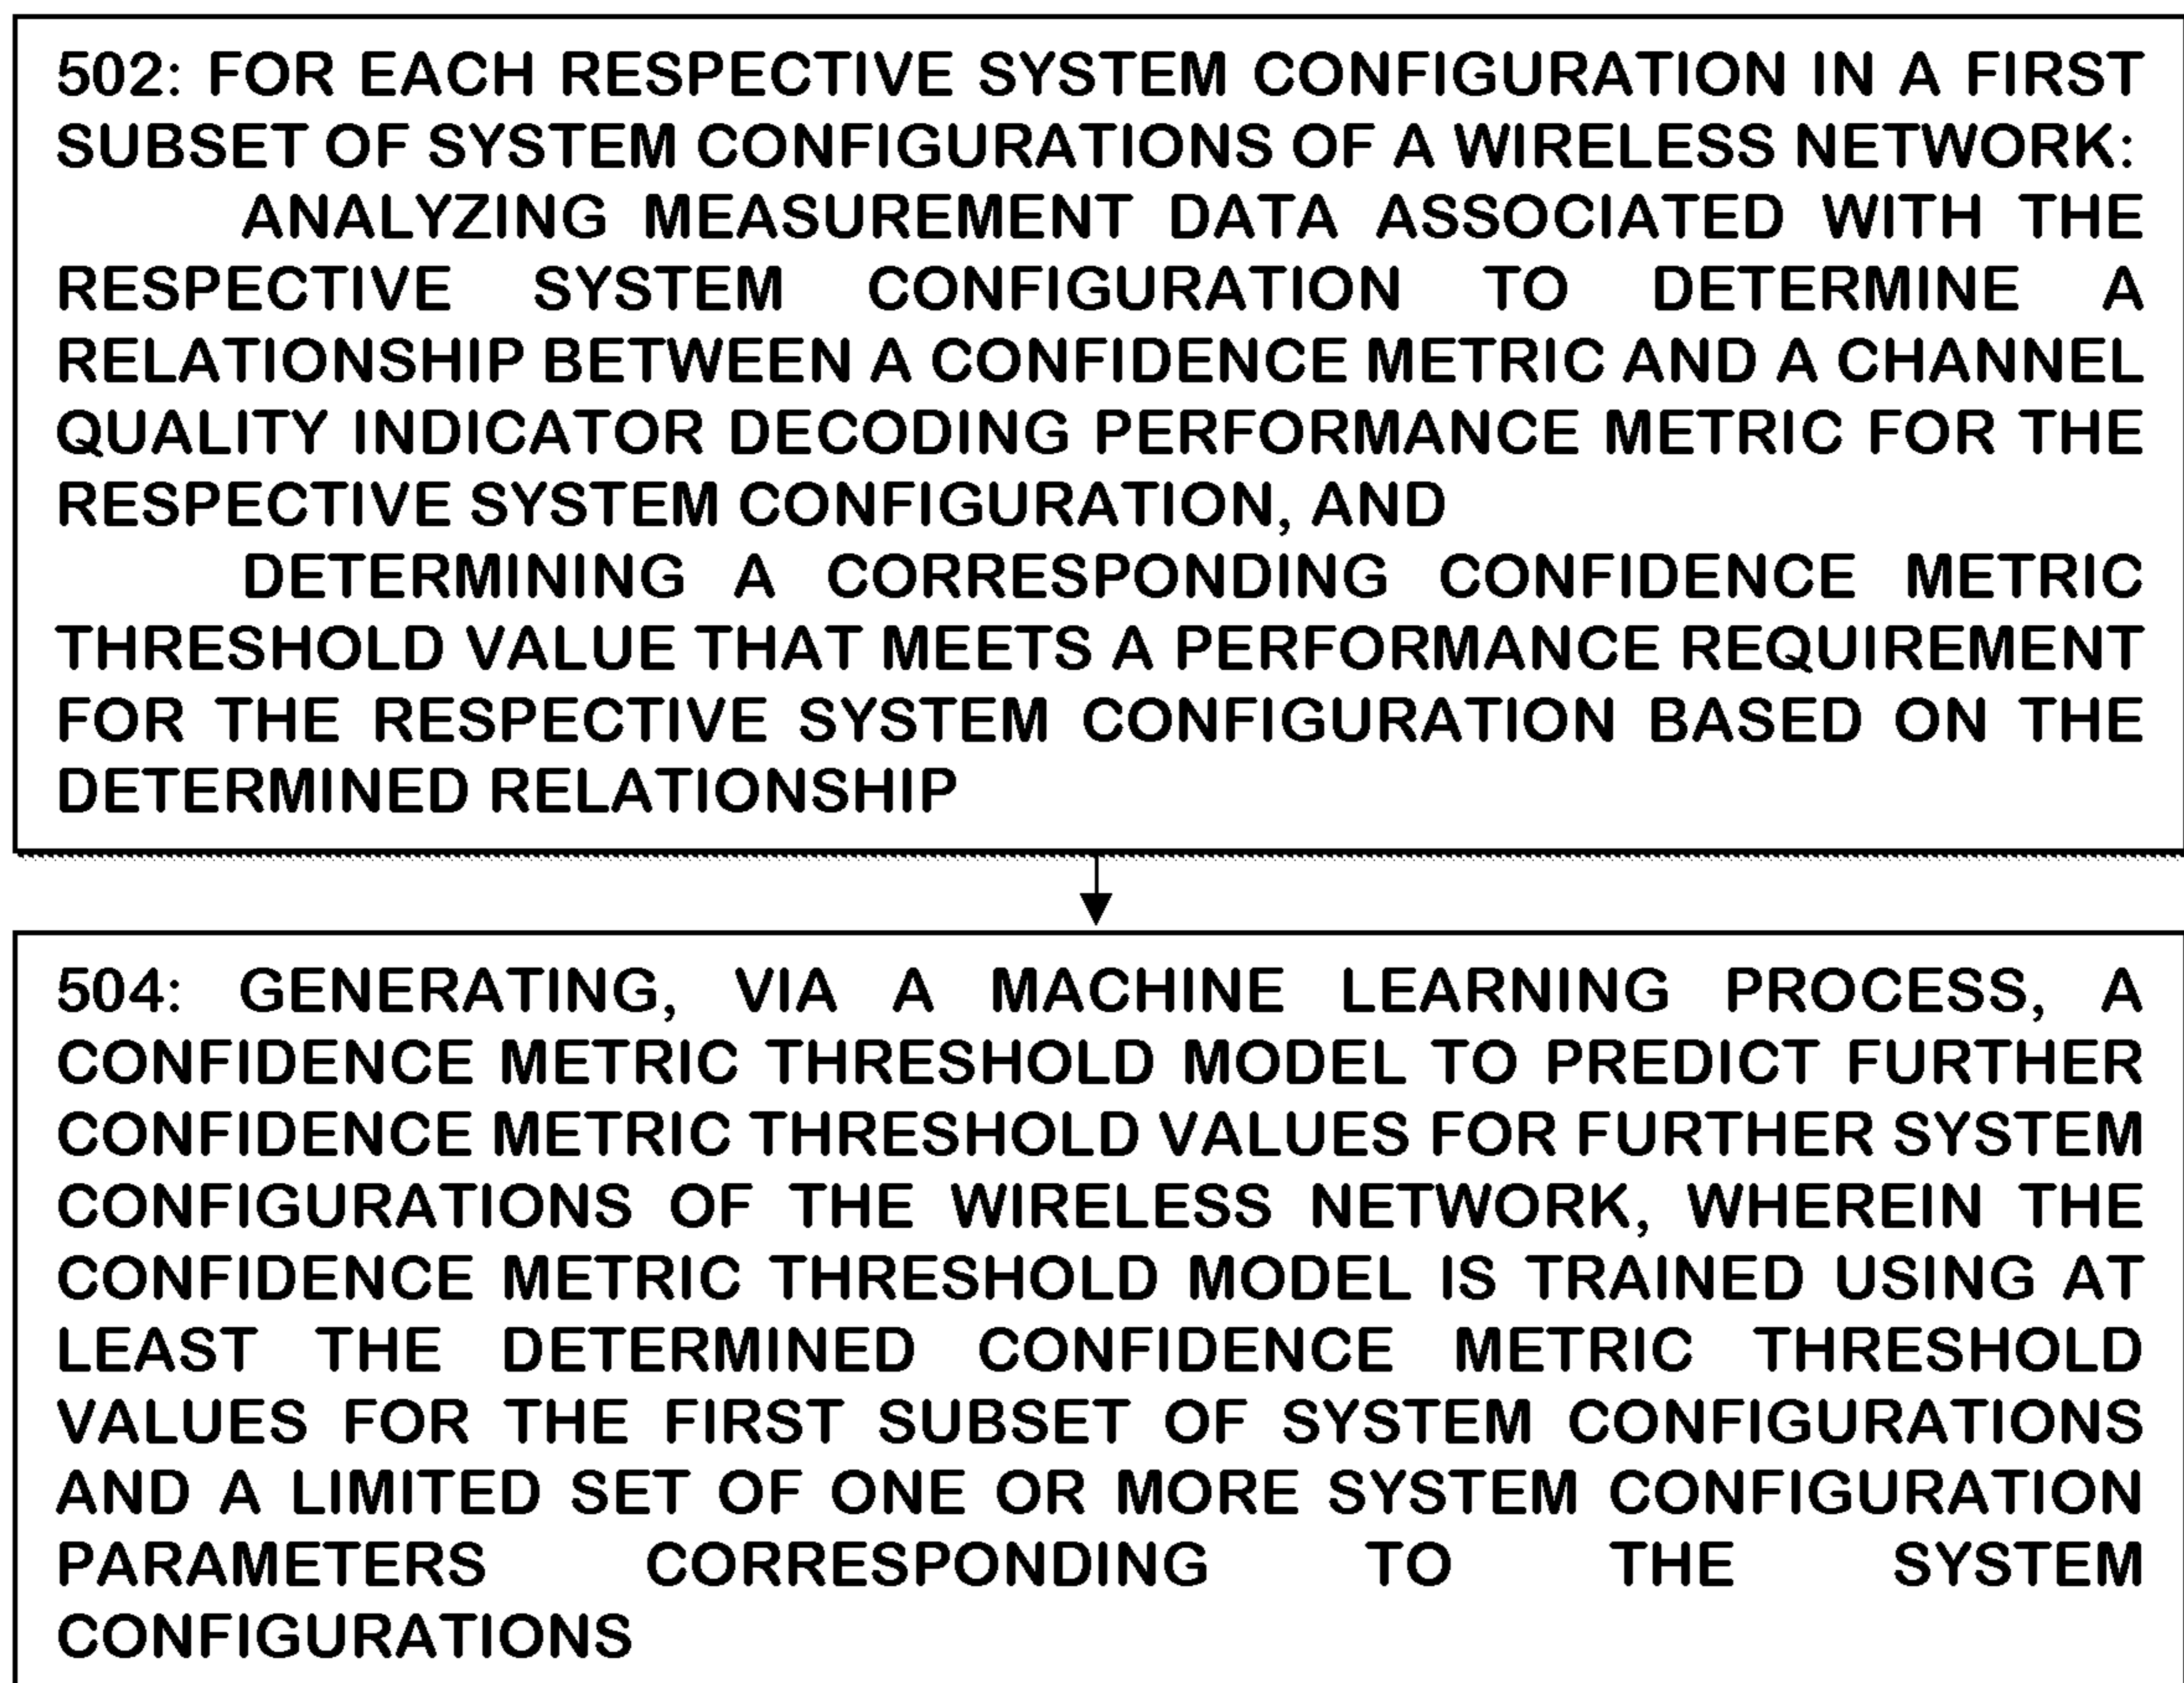 502: FOR EACH RESPECTIVE SYSTEM CONFIGURATION IN A FIRST
SUBSET OF SYSTEM CONFIGURATIONS OF A WIRELESS NETWORK:
ANALYZING MEASUREMENT DATA ASSOCIATED WITH THE
RESPECTIVE SYSTEM CONFIGURATION TO DETERMINE A
RELATIONSHIP BETWEEN A CONFIDENCE METRIC AND A CHANNEL
QUALITY INDICATOR DECODING PERFORMANCE METRIC FOR THE
RESPECTIVE SYSTEM CONFIGURATION, AND
DETERMINING A CORRESPONDING CONFIDENCE METRIC
THRESHOLD VALUE THAT MEETS A PERFORMANCE REQUIREMENT
FOR THE RESPECTIVE SYSTEM CONFIGURATION BASED ON THE
DETERMINED RELATIONSHIP
504: GENERATING, VIA A MACHINE LEARNING PROCESS, A
CONFIDENCE METRIC THRESHOLD MODEL TO PREDICT FURTHER
CONFIDENCE METRIC THRESHOLD VALUES FOR FURTHER SYSTEM
CONFIGURATIONS OF THE WIRELESS NETWORK, WHEREIN THE
CONFIDENCE METRIC THRESHOLD MODEL IS TRAINED USING AT
LEAST THE DETERMINED CONFIDENCE METRIC THRESHOLD
VALUES FOR THE FIRST SUBSET OF SYSTEM CONFIGURATIONS
AND A LIMITED SET OF ONE OR MORE SYSTEM CONFIGURATION
PARAMETERS CORRESPONDING TO THE SYSTEM
CONFIGURATIONS